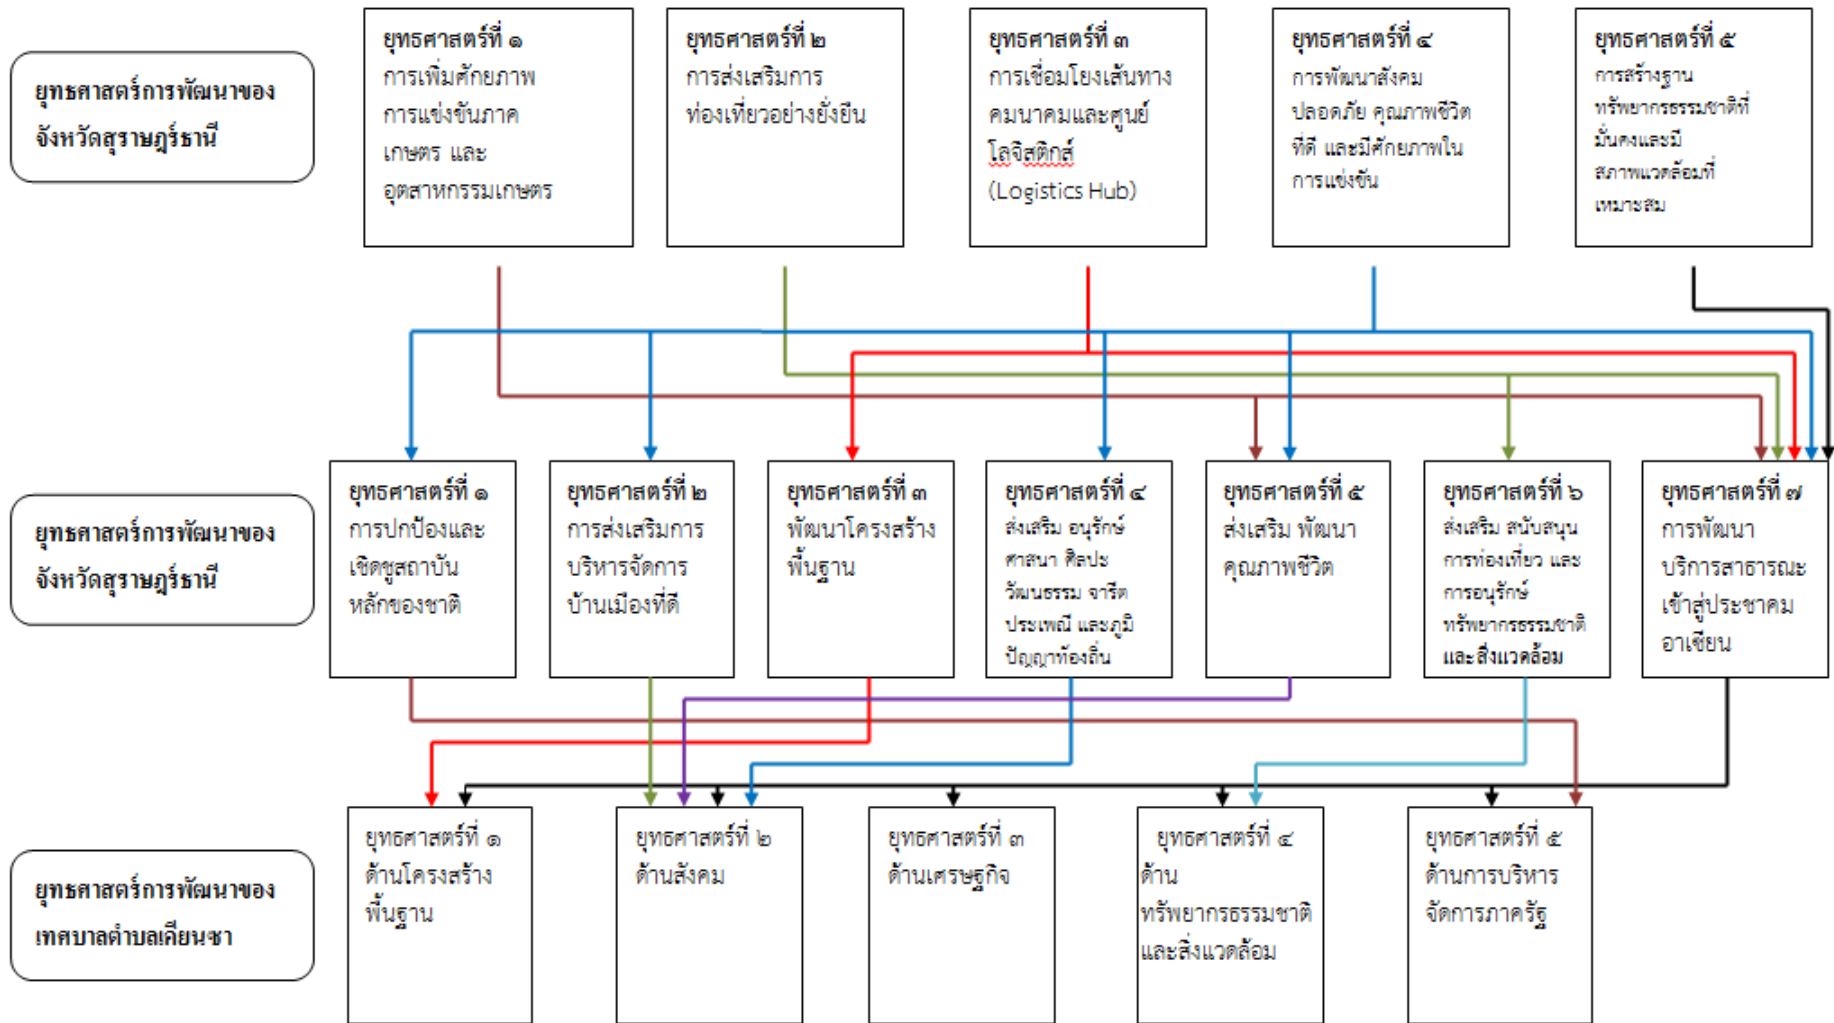 ยุทธศาสตร์การพัฒนาของ
จังหวัดสุราษฎร์ธานี
ยุทธศาสตร์ที่ ๑
การเพิ่มศักยภาพ
การแข่งขันภาค
เกษตร และ
อุตสาหกรรมเกษตร
ยุทธศาสตร์ที่ ๒
การส่งเสริมการ
ท่องเที่ยวอย่างยั่งยืน
ยุทธศาสตร์ที่ ๓
การเชื่อมโยงเส้นทาง
คมนาคมและศูนย์
โลจิสติกส์
(Logistics Hub)
ยุทธศาสตร์ที่ ๔
การพัฒนาสังคม
ปลอดภัย คุณภาพชีวิต
ที่ดี และมีศักยภาพใน
การแข่งขัน
ยุทธศาสตร์ที่ ๕
การสร้างฐาน
ทรัพยากรธรรมชาติที่
มั่นคงและมี
สภาพแวดล้อมที่
เหมาะสม
ยุทธศาสตร์การพัฒนาของ
จังหวัดสุราษฎร์ธานี
ยุทธศาสตร์ที่ ๑
การปกป้องและ
เชิดชูสถาบัน
หลักของชาติ
ยุทธศาสตร์ที่ ๒
การส่งเสริมการ
บริหารจัดการ
บ้านเมืองที่ดี
ยุทธศาสตร์ที่ ๓
พัฒนาโครงสร้าง
พื้นฐาน
ยุทธศาสตร์ที่ ๔
ส่งเสริม อนุรักษ์
ศาสนา ศิลปะ
วัฒนธรรม จารีต
ประเพณี และภูมิ
ปัญญาท้องถิ่น
ยุทธศาสตร์ที่ ๕
ส่งเสริม พัฒนา
คุณภาพชีวิต
ยุทธศาสตร์ที่ ๖
ส่งเสริม สนับสนุน
การท่องเที่ยว และ
การอนุรักษ์
ทรัพยากรธรรมชาติ
และสิ่งแวดล้อม
ยุทธศาสตร์ที่ ๗
การพัฒนา
บริการสาธารณะ
เข้าสู่ประชาคม
อาเซียน
ยุทธศาสตร์การพัฒนาของ
เทศบาลตำบลเคียนซา
ยุทธศาสตร์ที่ ๑
ด้านโครงสร้าง
พื้นฐาน
ยุทธศาสตร์ที่ ๒
ด้านสังคม
ยุทธศาสตร์ที่ ๓
ด้านเศรษฐกิจ
ยุทธศาสตร์ที่ ๔
ด้าน
ทรัพยากรธรรมชาติ
และสิ่งแวดล้อม
ยุทธศาสตร์ที่ ๕
ด้านการบริหาร
จัดการภาครัฐ